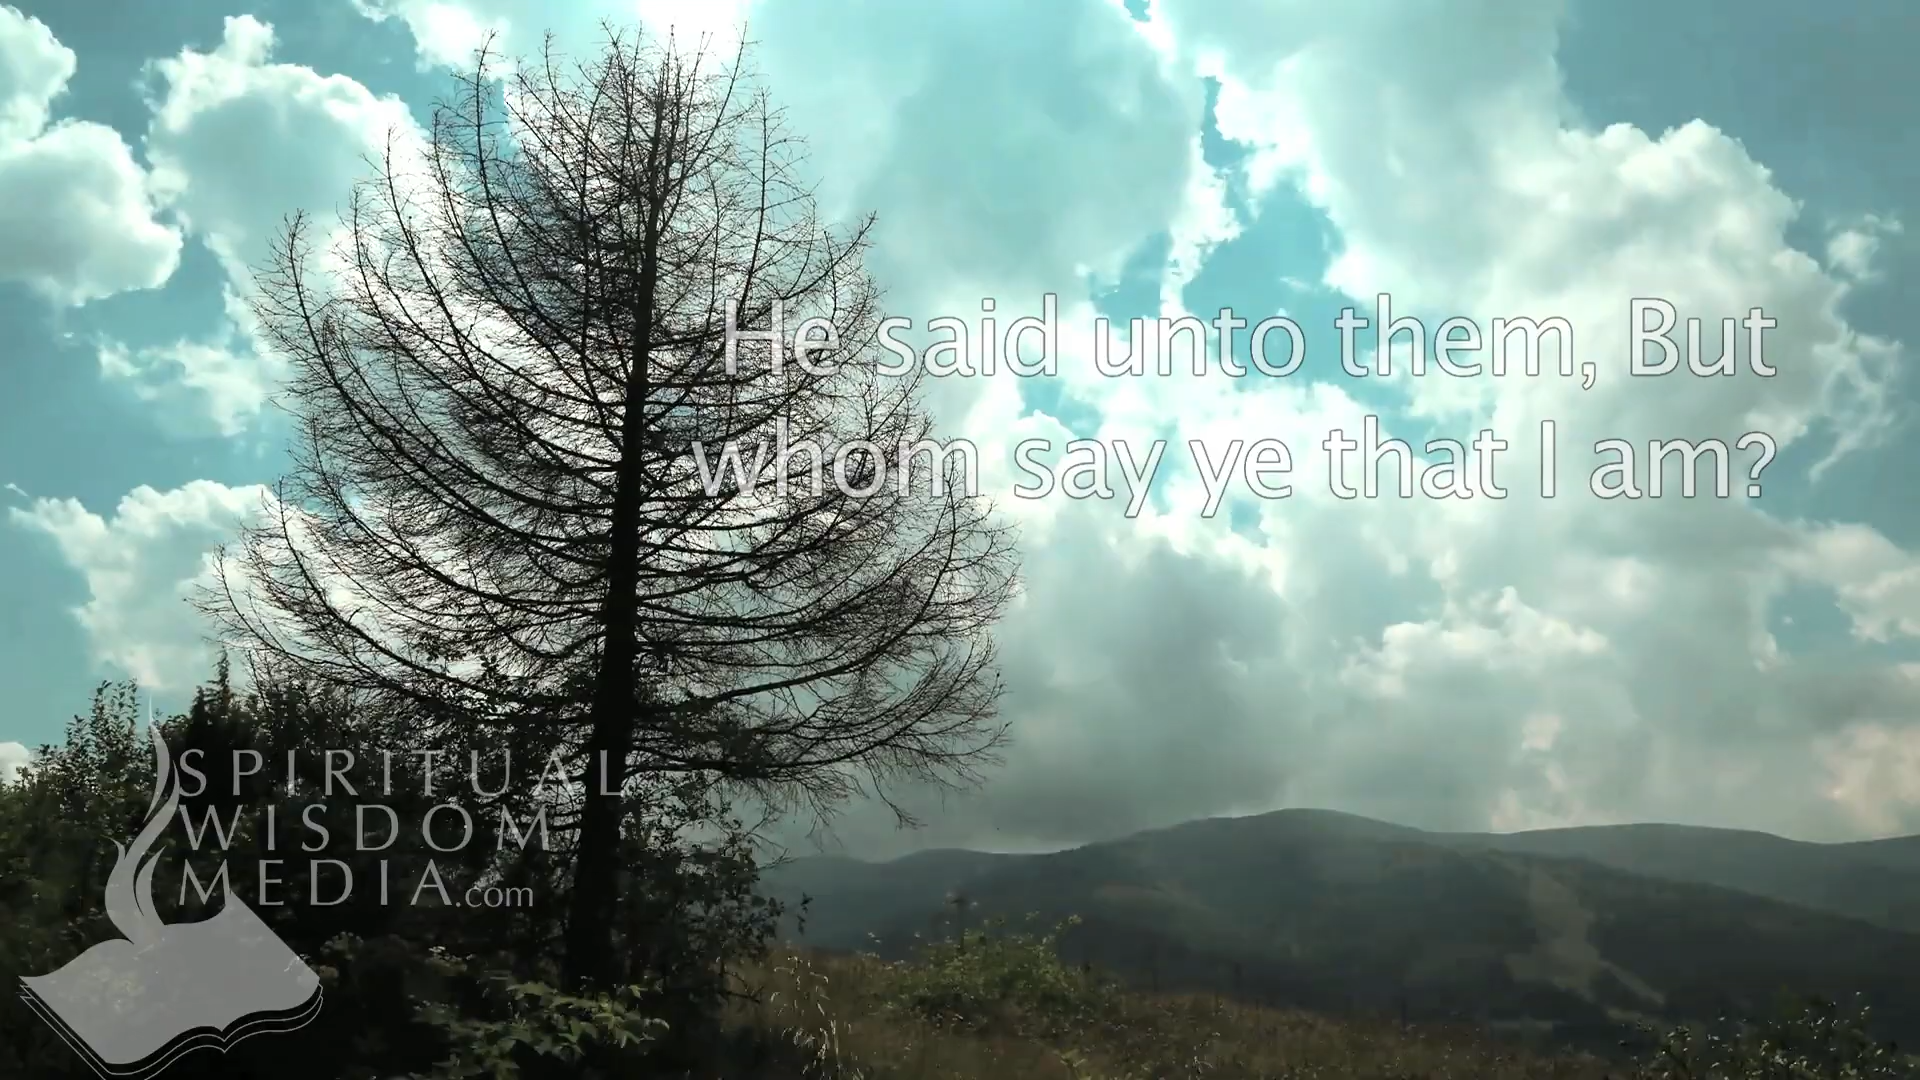 He said unto them, But
whom say ye that I am?
SPIRITUAL
WISDOM
MEDIA.com